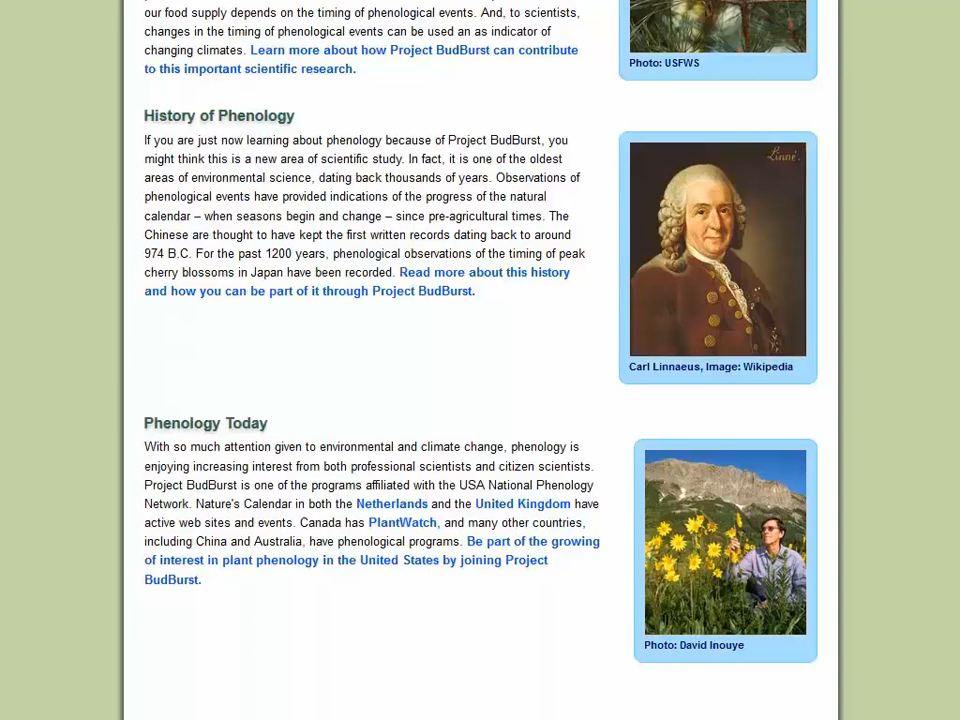 our food supply depends on the timing of phenological events. And, to scientists,
changes in the timing of phenological events can be used an as indicator of
changing climates. Learn more about how Project BudBurst can contribute
to this important scientific research.
Photo: USFWS
History of Phenology
If you are just now learning about phenology because of Project BudBurst, you
might think this is a new area of scientific study. In fact, it is one of the oldest
areas of environmental science, dating back thousands of years. Observations of
phenological events have provided indications of the progress of the natural
calendar – when seasons begin and change – since pre-agricultural times. The
Chinese are thought to have kept the first written records dating back to around
974 B.C. For the past 1200 years, phenological observations of the timing of peak
cherry blossoms in Japan have been recorded. Read more about this history
and how you can be part of it through Project BudBurst.
Linné.
Carl Linnaeus, Image: Wikipedia
Phenology Today
With so much attention given to environmental and climate change, phenology is
enjoying increasing interest from both professional scientists and citizen scientists.
Project BudBurst is one of the programs affiliated with the USA National Phenology
Network. Nature's Calendar in both the Netherlands and the United Kingdom have
active web sites and events. Canada has PlantWatch, and many other countries,
including China and Australia, have phenological programs. Be part of the growing
of interest in plant phenology in the United States by joining Project
BudBurst.
Photo: David Inouye